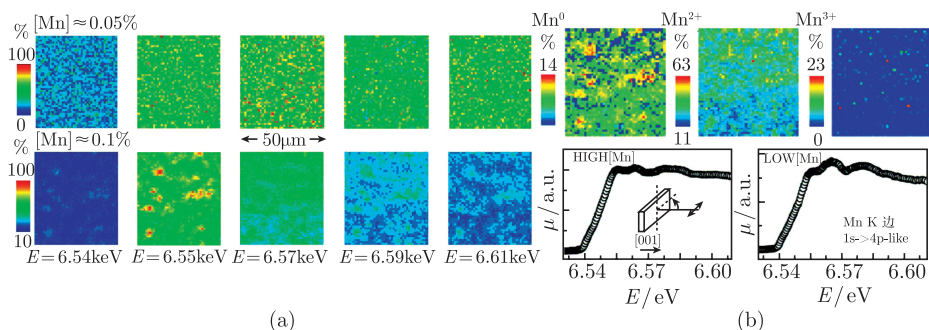 % [Mn]≈0.05%
100
0
50μm
% [Mn]≈0.1%
100
10
E=6.54keV E=6.55keV E=6.57keV E=6.59keV E=6.61keV
(a)
Mn⁰ Mn²⁺ Mn³⁺
% % %
14 63 23
11 0
HIGH[Mn] LOW[Mn]
μ/a.u. μ/a.u.
[001]
Mn K 边
1s->4p-like
6.54 6.57 6.60 6.54 6.57 6.60
E/eV E/eV
(b)